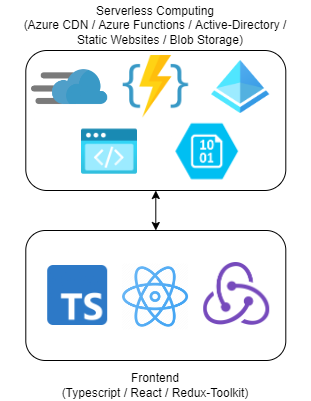 Serverless Computing
(Azure CDN / Azure Functions / Active-Directory /
Static Websites / Blob Storage)
10
01
TS
Frontend
(Typescript / React / Redux-Toolkit)